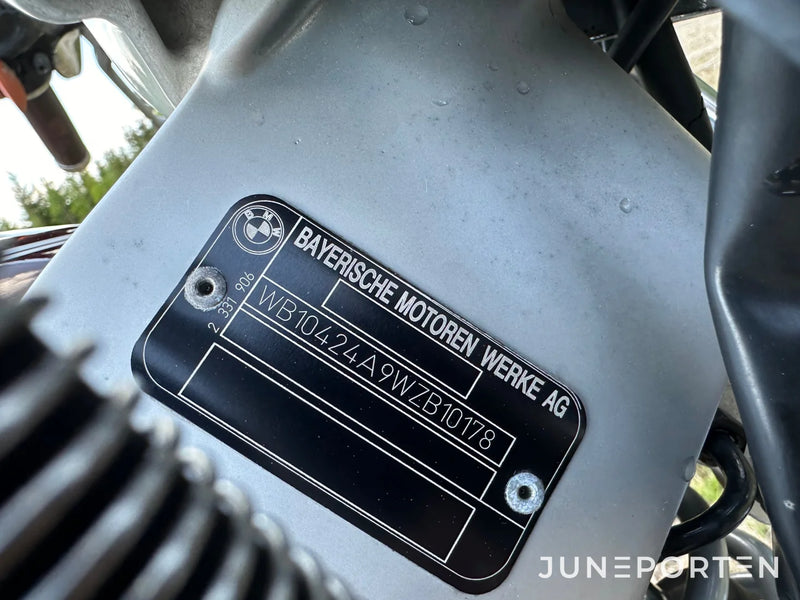 BMW
BAYERISCHE MOTOREN WERKE AG
2 331 906
WB10424A9WZB10178
JUNEPORTEN